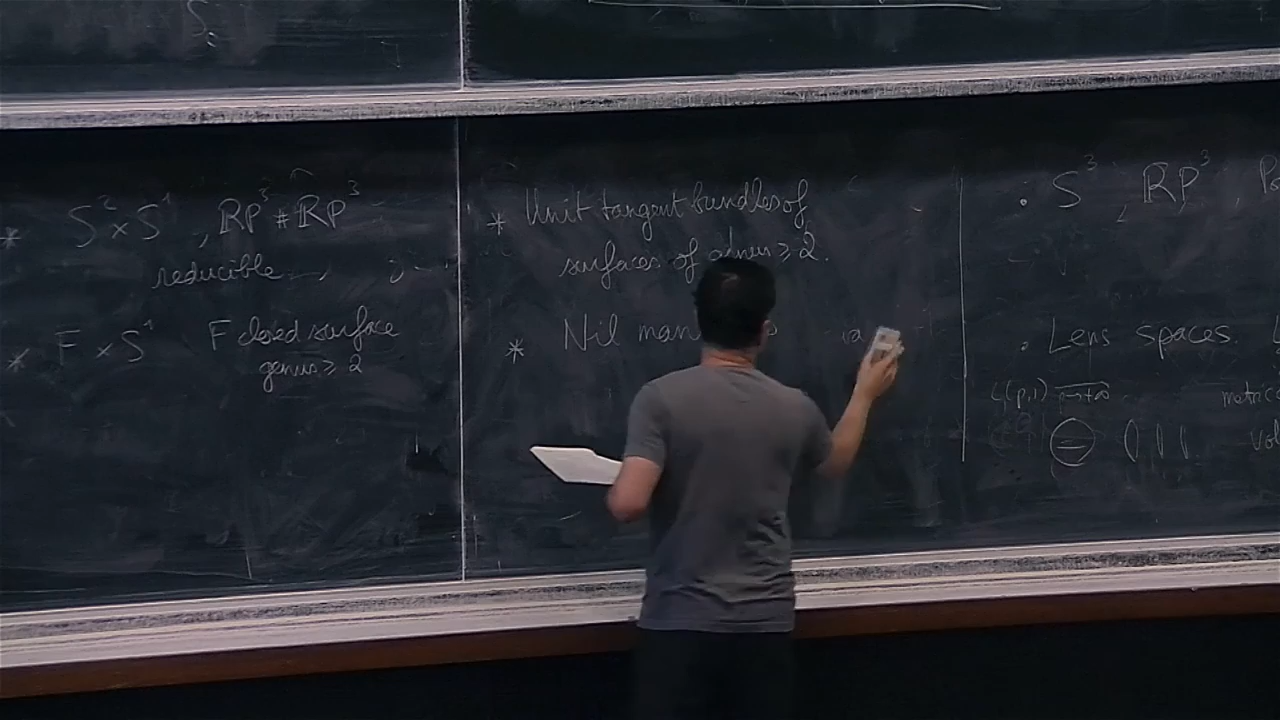 * S² × S¹, RP³ # RP³
reducible
* F × S¹ F closed surface
genus ≥ 2
* Unit tangent bundles of
surfaces of genus ≥ 2.
* Nil
• S³, RP³,
• Lens spaces.
L(p,1)